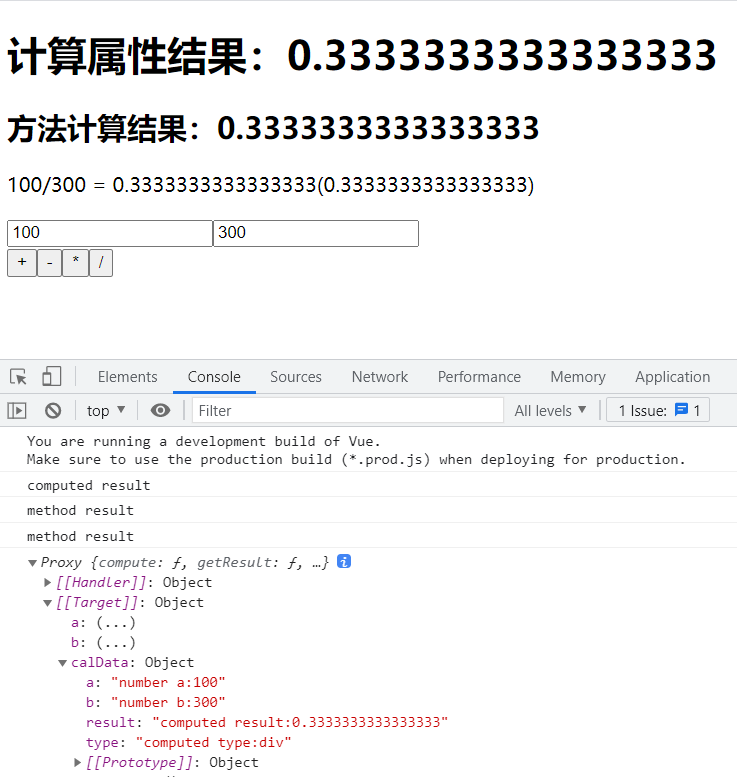 计算属性结果：0.3333333333333333
方法计算结果：0.3333333333333333
100/300 = 0.3333333333333333(0.3333333333333333)
100 300
+ - * /
Elements Console Sources Network Performance Memory Application
top ▼ Filter All levels ▼ 1 Issue: 1
You are running a development build of Vue.
Make sure to use the production build (*.prod.js) when deploying for production.
computed result
method result
method result
▼Proxy {compute: ƒ, getResult: ƒ, …} i
▶[[Handler]]: Object
▼[[Target]]: Object
a: (...)
b: (...)
▼calData: Object
a: "number a:100"
b: "number b:300"
result: "computed result:0.3333333333333333"
type: "computed type:div"
▶[[Prototype]]: Object